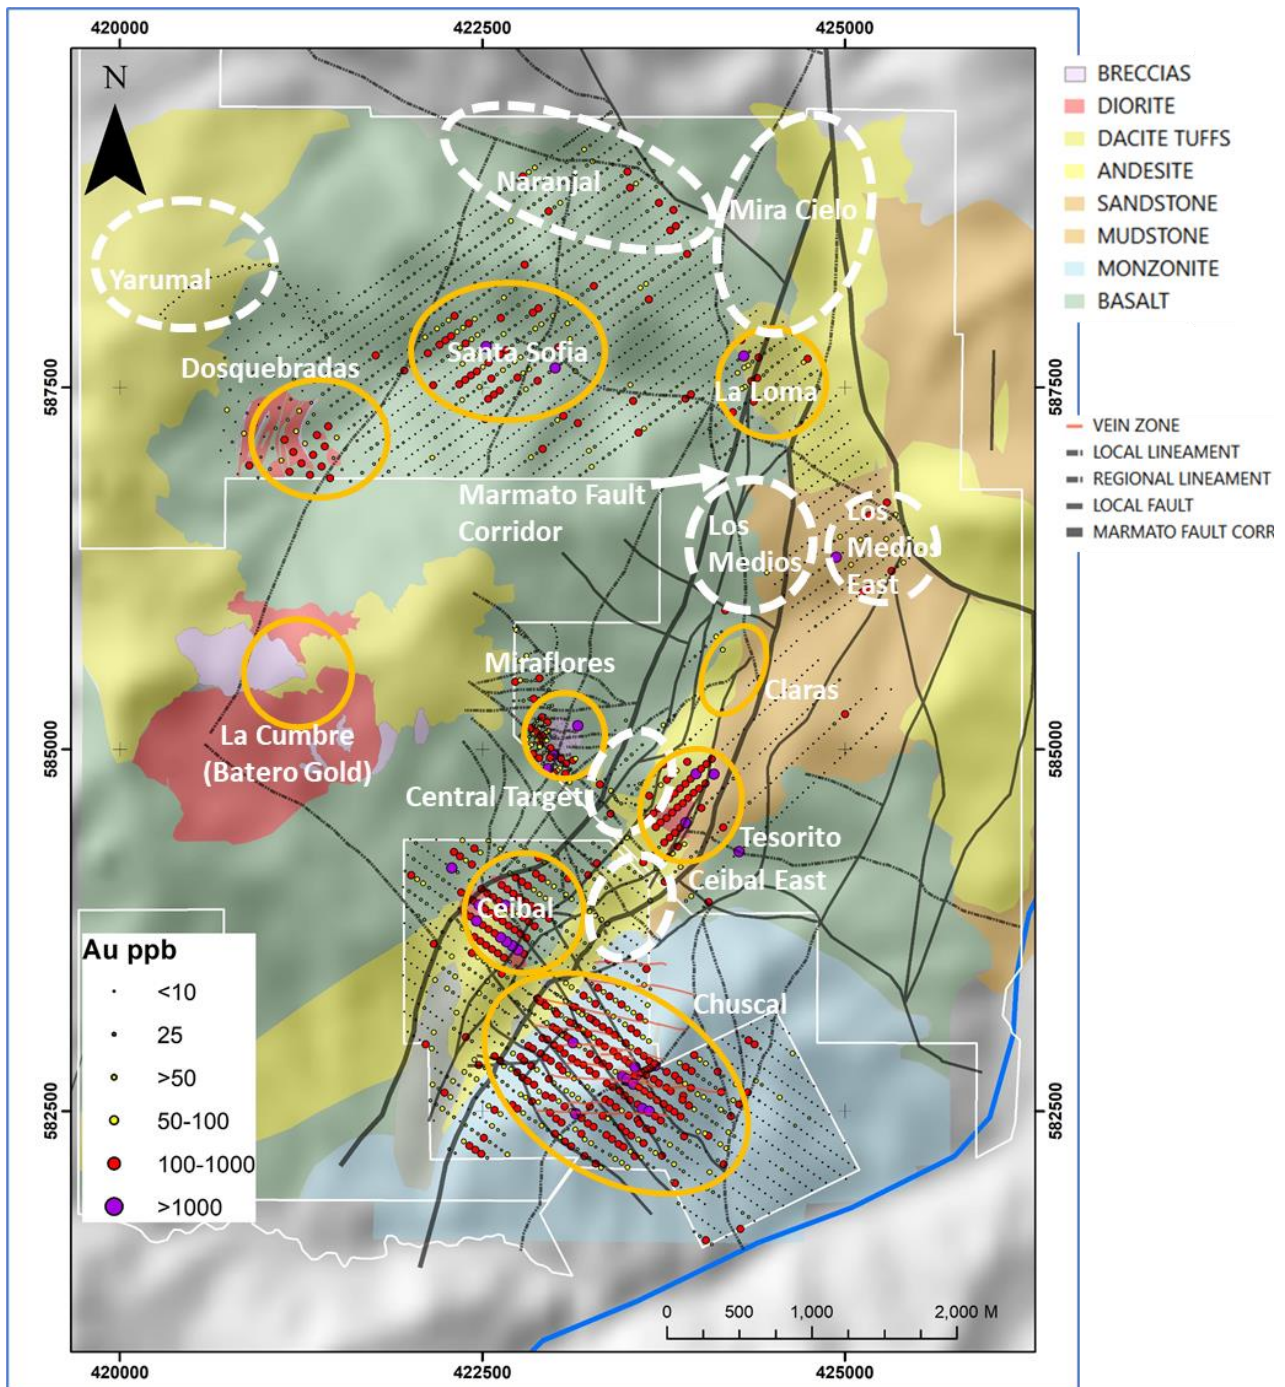 420000
422500
425000
N
BRECCIAS
DIORITE
DACITE TUFFS
ANDESITE
SANDSTONE
MUDSTONE
MONZONITE
BASALT
Naranjal
Mira Cielo
Yarumal
Dosquebradas
Santa Sofia
La Loma
587500
587500
VEIN ZONE
LOCAL LINEAMENT
REGIONAL LINEAMENT
LOCAL FAULT
MARMATO FAULT CORR
Marmato Fault
Corridor
Los
Medios
Los
Medios
East
Miraflores
Claras
La Cumbre
(Batero Gold)
585000
585000
Central Target
Tesorito
Ceibal East
Ceibal
Chuscal
Au ppb
<10
25
>50
50-100
100-1000
>1000
582500
582500
0 500 1,000 2,000 M
420000
422500
425000